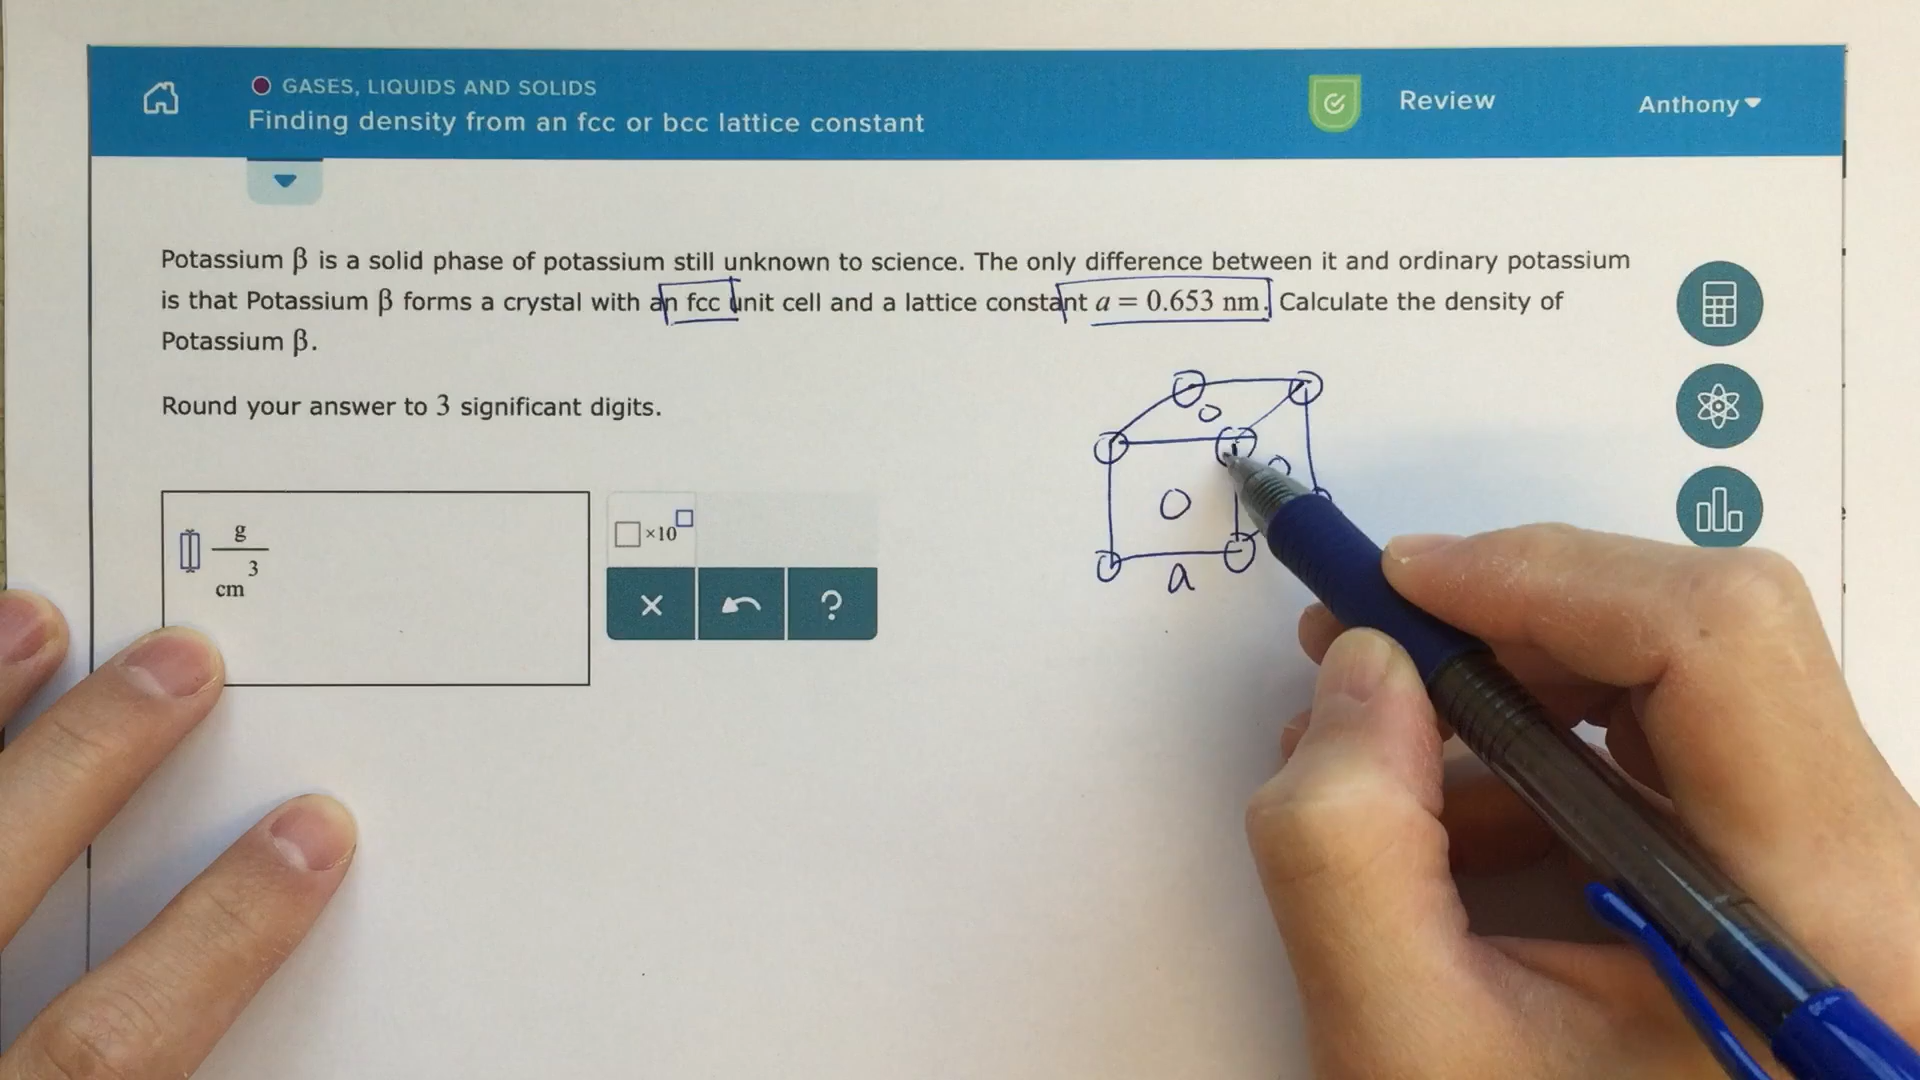 GASES, LIQUIDS AND SOLIDS
Finding density from an fcc or bcc lattice constant
Review
Anthony
Potassium β is a solid phase of potassium still unknown to science. The only difference between it and ordinary potassium
is that Potassium β forms a crystal with an fcc unit cell and a lattice constant a = 0.653 nm. Calculate the density of
Potassium β.
Round your answer to 3 significant digits.
g
cm³
×10
?
a